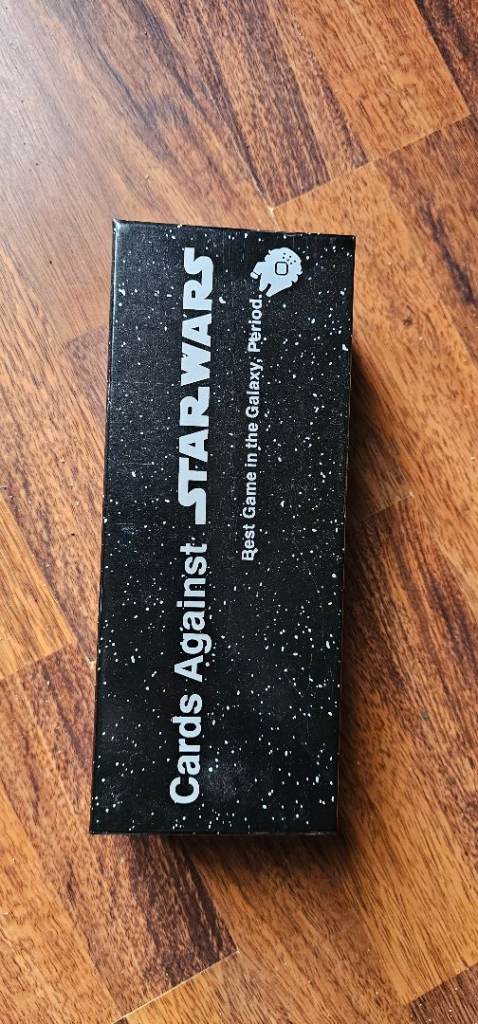 Cards Against STAR WARS
Best Game in the Galaxy, Period.